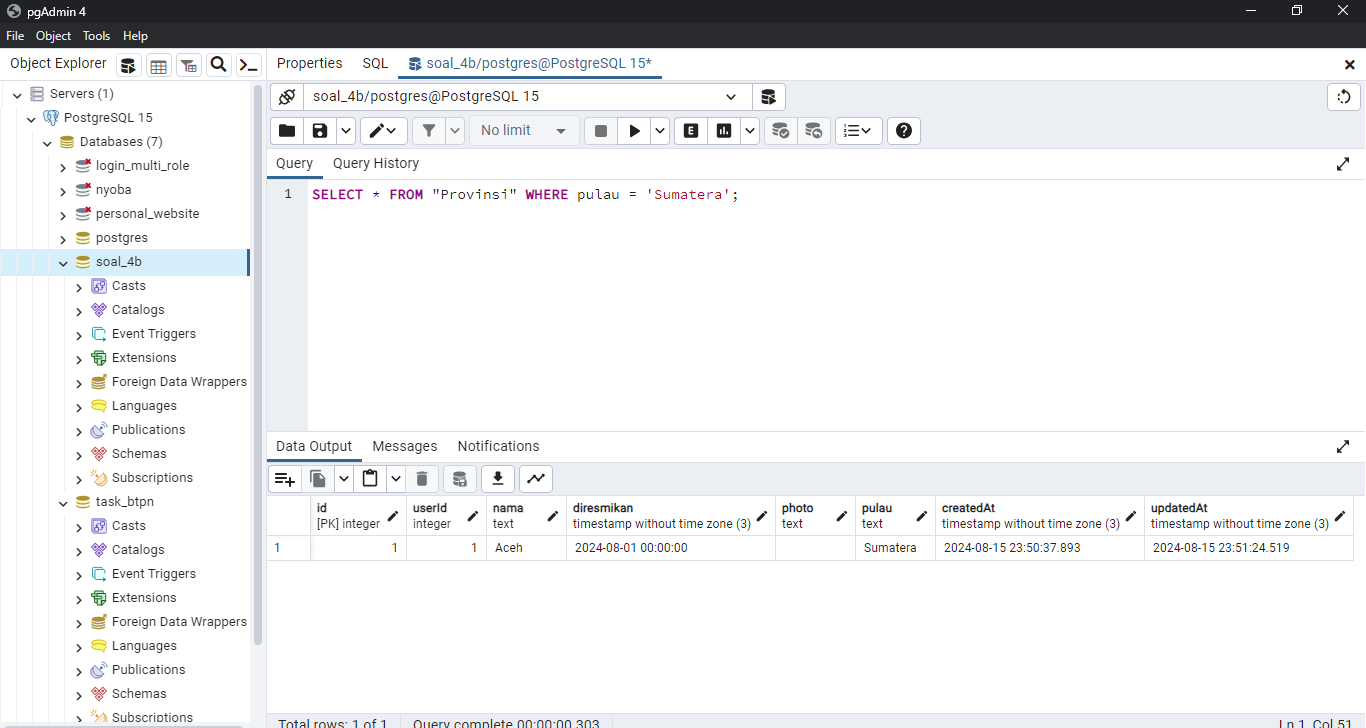 pgAdmin 4
File Object Tools Help
Object Explorer
Servers (1)
PostgreSQL 15
Databases (7)
login_multi_role
nyoba
personal_website
postgres
soal_4b
Casts
Catalogs
Event Triggers
Extensions
Foreign Data Wrappers
Languages
Publications
Schemas
Subscriptions
task_btpn
Casts
Catalogs
Event Triggers
Extensions
Foreign Data Wrappers
Languages
Publications
Schemas
Subscriptions
Properties SQL soal_4b/postgres@PostgreSQL 15*
soal_4b/postgres@PostgreSQL 15
No limit E
Query Query History
1 SELECT * FROM "Provinsi" WHERE pulau = 'Sumatera';
Data Output Messages Notifications
id userId nama diresmikan photo pulau createdAt updatedAt
[PK] integer integer text timestamp without time zone (3) text text timestamp without time zone (3) timestamp without time zone (3)
1 1 1 Aceh 2024-08-01 00:00:00 Sumatera 2024-08-15 23:50:37.893 2024-08-15 23:51:24.519
Total rows: 1 of 1 Query complete 00:00:00.303 Ln 1, Col 51